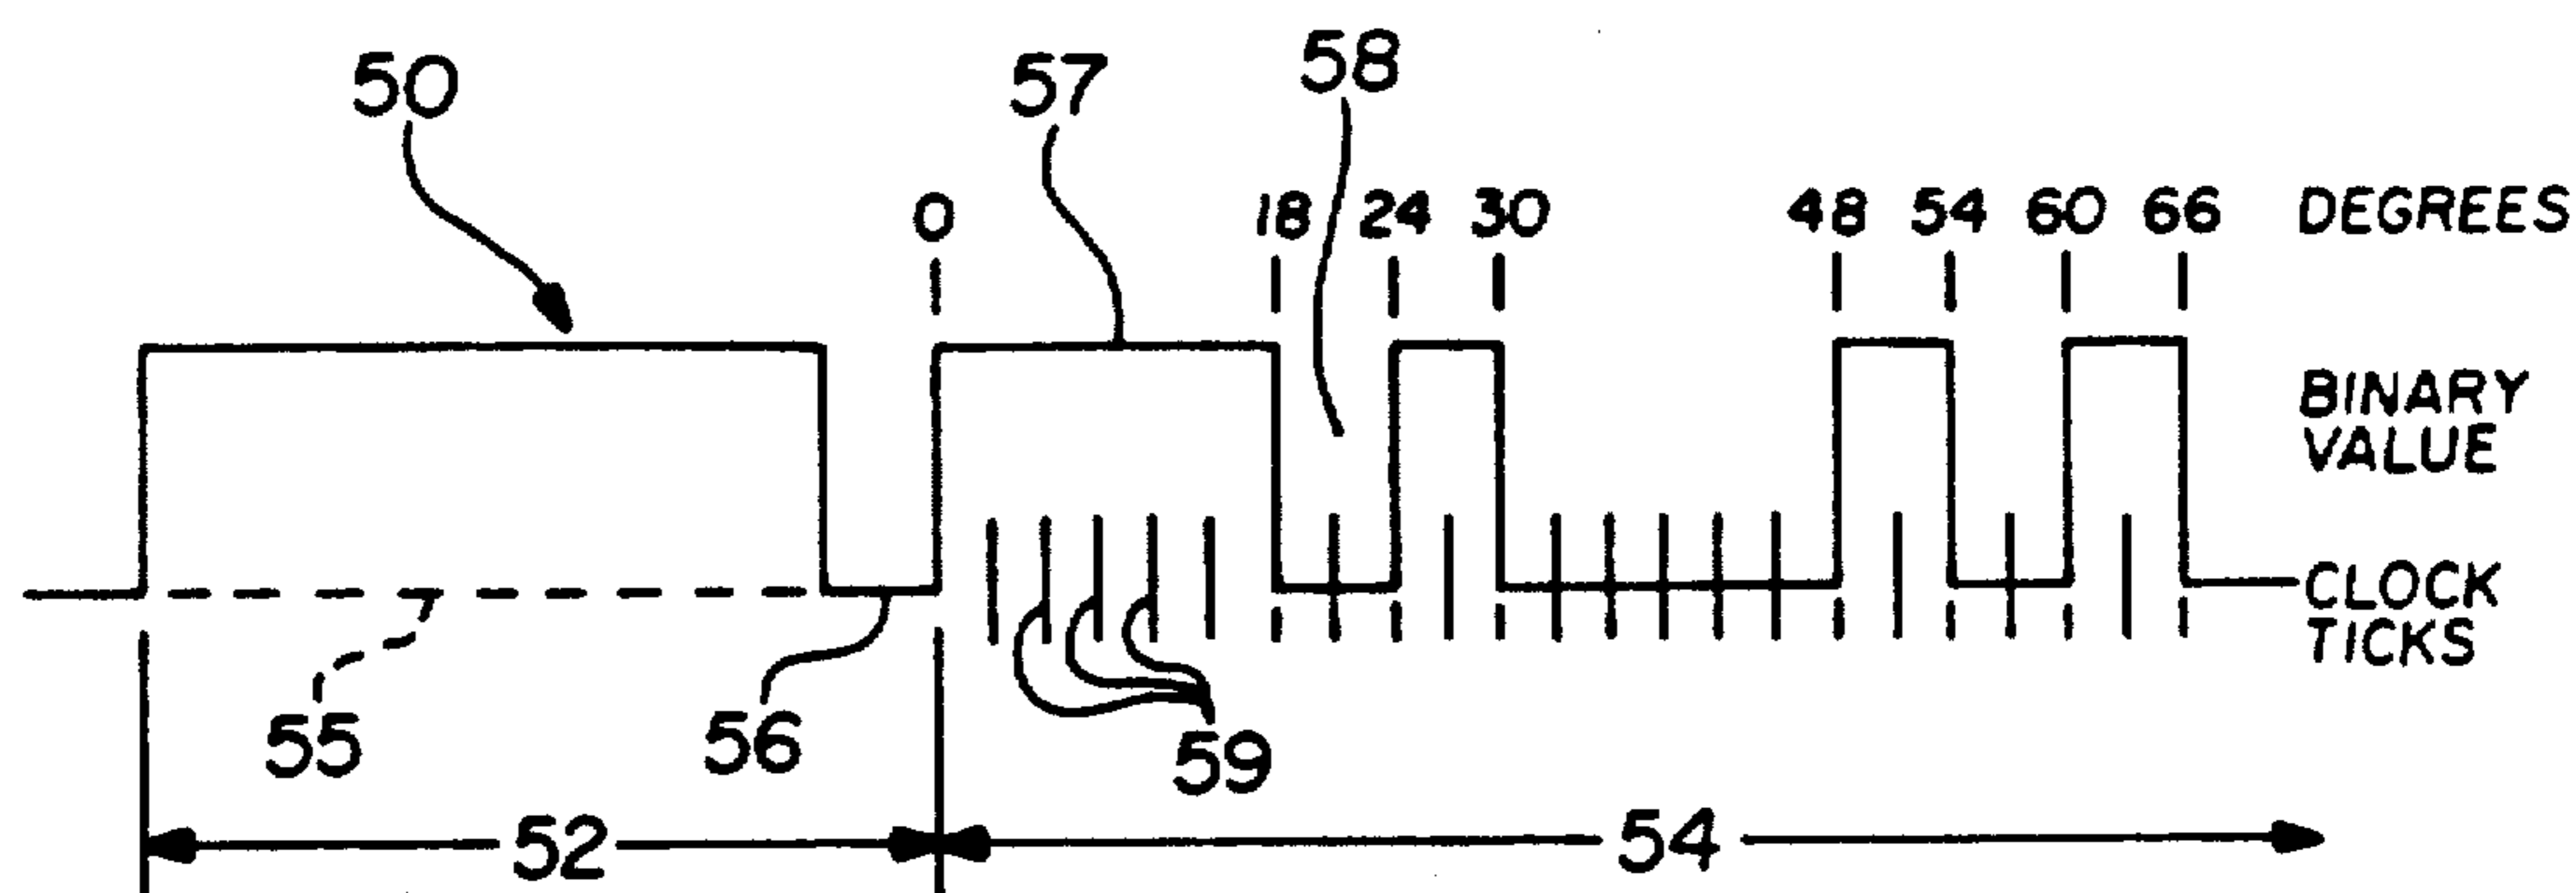 50 57 58
0 18 24 30 48 54 60 66 DEGREES
BINARY
VALUE
CLOCK
TICKS
55 56 59
52 54